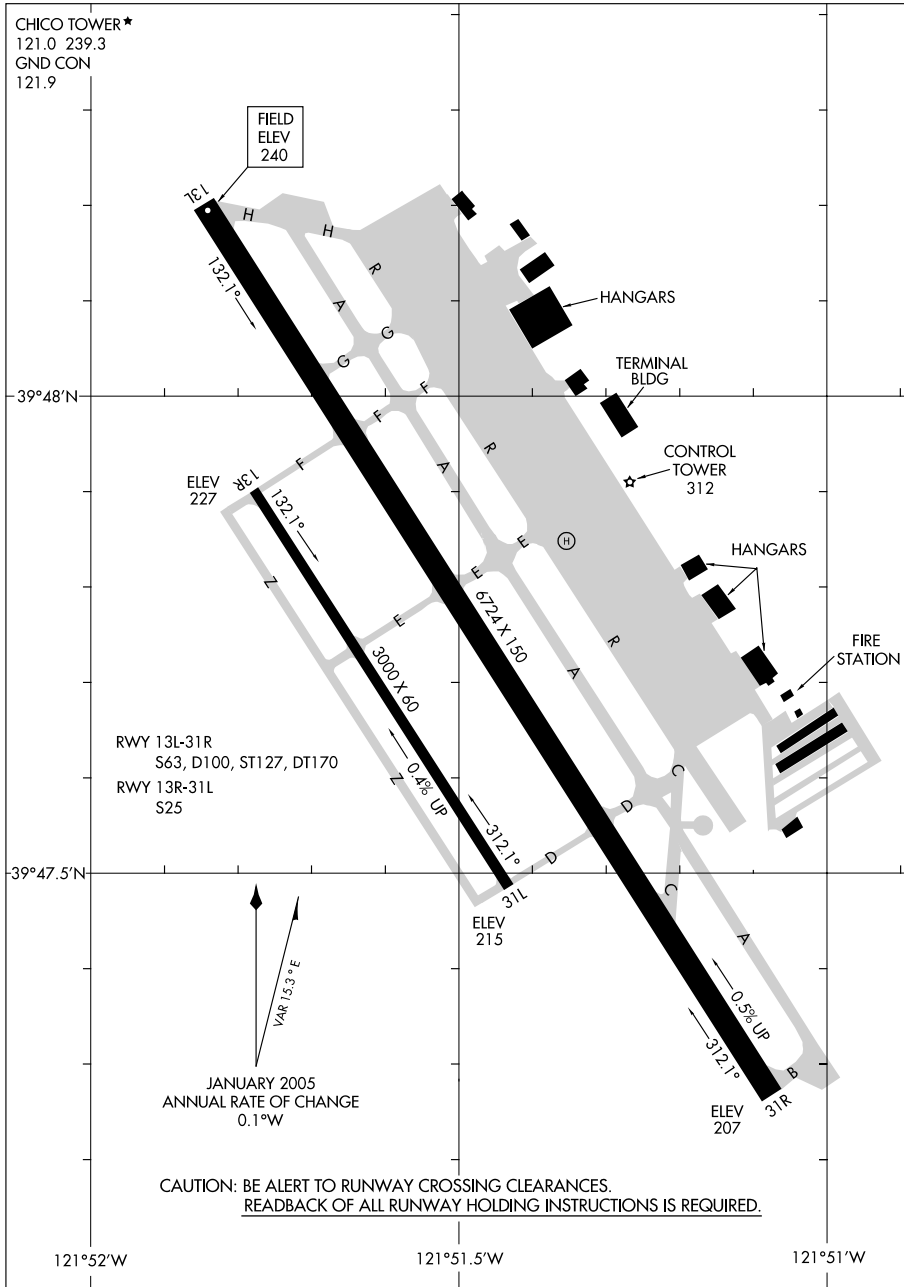 CHICO TOWER★
121.0 239.3
GND CON
121.9
FIELD
ELEV
240
13L
H
H
132.1°
R
A
HANGARS
G
G
TERMINAL
BLDG
39°48'N
F
F
R
CONTROL
TOWER
312
A
F
ELEV
227
13R
132.1°
H
E
HANGARS
E
Z
6724 X 150
E
R
FIRE
STATION
3000 X 60
A
RWY 13L-31R
S63, D100, ST127, DT170
RWY 13R-31L
S25
C
Z
0.4% UP
D
312.1°
D
39°47.5'N
31L
C
ELEV
215
A
VAR 15.3° E
0.5% UP
312.1°
B
JANUARY 2005
ANNUAL RATE OF CHANGE
0.1°W
31R
ELEV
207
CAUTION: BE ALERT TO RUNWAY CROSSING CLEARANCES.
READBACK OF ALL RUNWAY HOLDING INSTRUCTIONS IS REQUIRED.
121°52'W
121°51.5'W
121°51'W